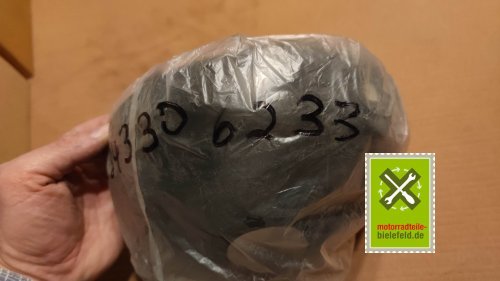 330 6233
motorradteile-
bielefeld.de